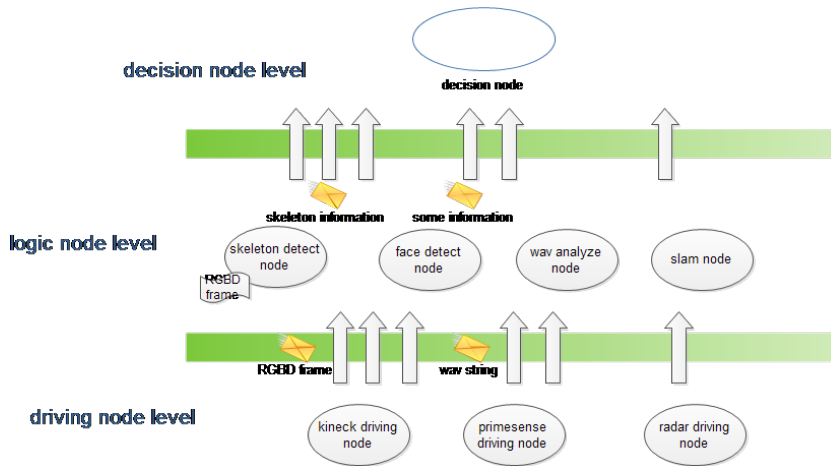 decision node level
decision node
skeleton information
some information
logic node level
skeleton detect
node
face detect
node
wav analyze
node
slam node
RGBD
frame
RGBD frame
wav string
driving node level
kineck driving
node
primesense
driving node
radar driving
node